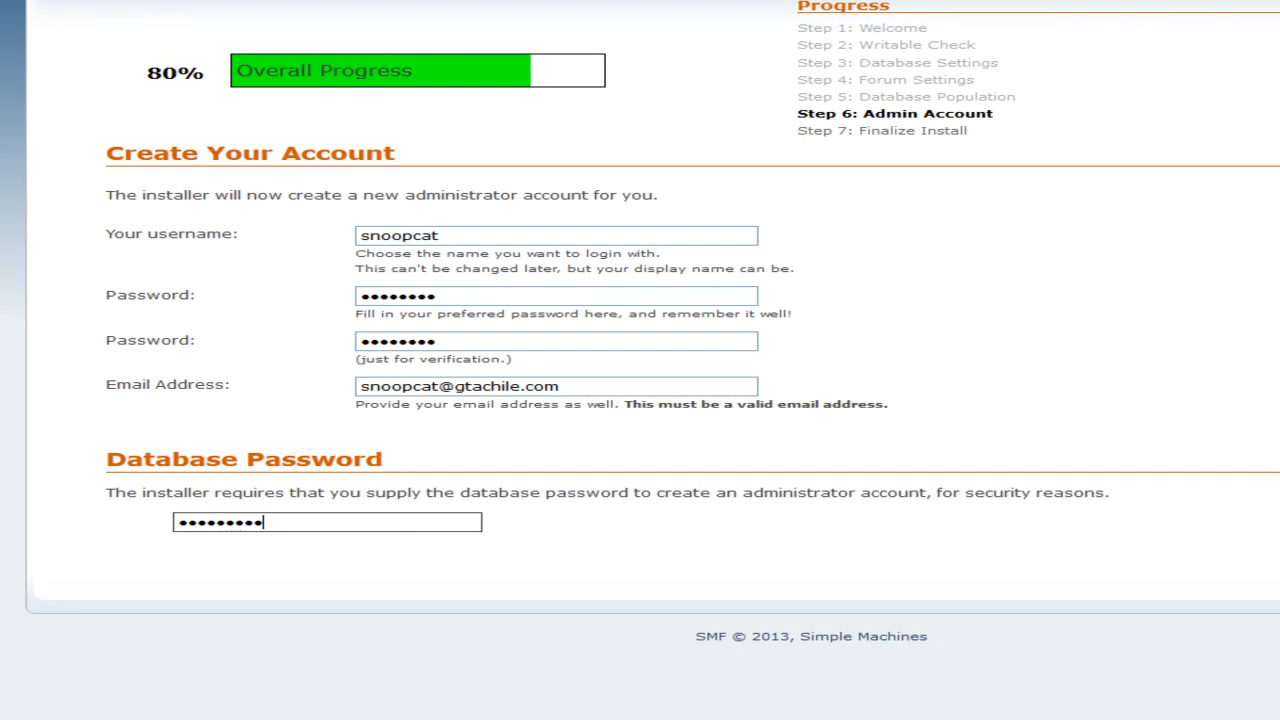 Progress
Step 1: Welcome
Step 2: Writable Check
Step 3: Database Settings
Step 4: Forum Settings
Step 5: Database Population
Step 6: Admin Account
Step 7: Finalize Install
80% Overall Progress
Create Your Account
The installer will now create a new administrator account for you.
Your username: snoopcat
Choose the name you want to login with.
This can't be changed later, but your display name can be.
Password: ••••••••
Fill in your preferred password here, and remember it well!
Password: ••••••••
(just for verification.)
Email Address: snoopcat@gtachile.com
Provide your email address as well. This must be a valid email address.
Database Password
The installer requires that you supply the database password to create an administrator account, for security reasons.
•••••••••
SMF © 2013, Simple Machines